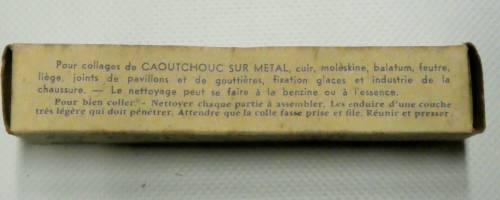 Pour collages de CAOUTCHOUC SUR METAL, cuir, moleskine, balatum, feutre,
liège, joints de pavillons et de gouttières, fixation glaces et industrie de la
chaussure. — Le nettoyage peut se faire à la benzine ou à l'essence.
Pour bien coller. - Nettoyer chaque partie à assembler. Les enduire d'une couche
très légère qui doit pénétrer. Attendre que la colle fasse prise et file. Réunir et presser